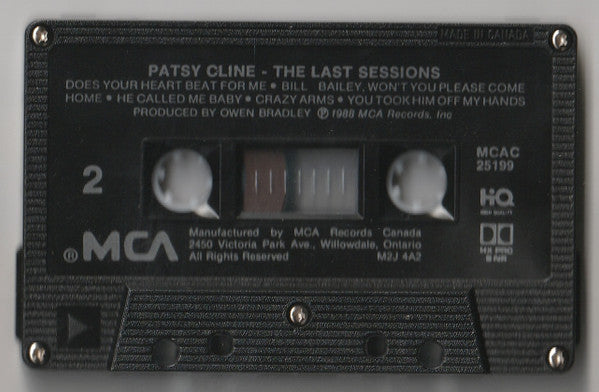 MADE IN CANADA
PATSY CLINE - THE LAST SESSIONS
DOES YOUR HEART BEAT FOR ME • BILL BAILEY, WON'T YOU PLEASE COME
HOME • HE CALLED ME BABY • CRAZY ARMS • YOU TOOK HIM OFF MY HANDS
PRODUCED BY OWEN BRADLEY ℗ 1988 MCA Records, Inc
MCAC
25199
2
HQ
HIGH QUALITY
HX PRO
B NR
® MCA
Manufactured by MCA Records Canada
2450 Victoria Park Ave., Willowdale, Ontario
All Rights Reserved M2J 4A2